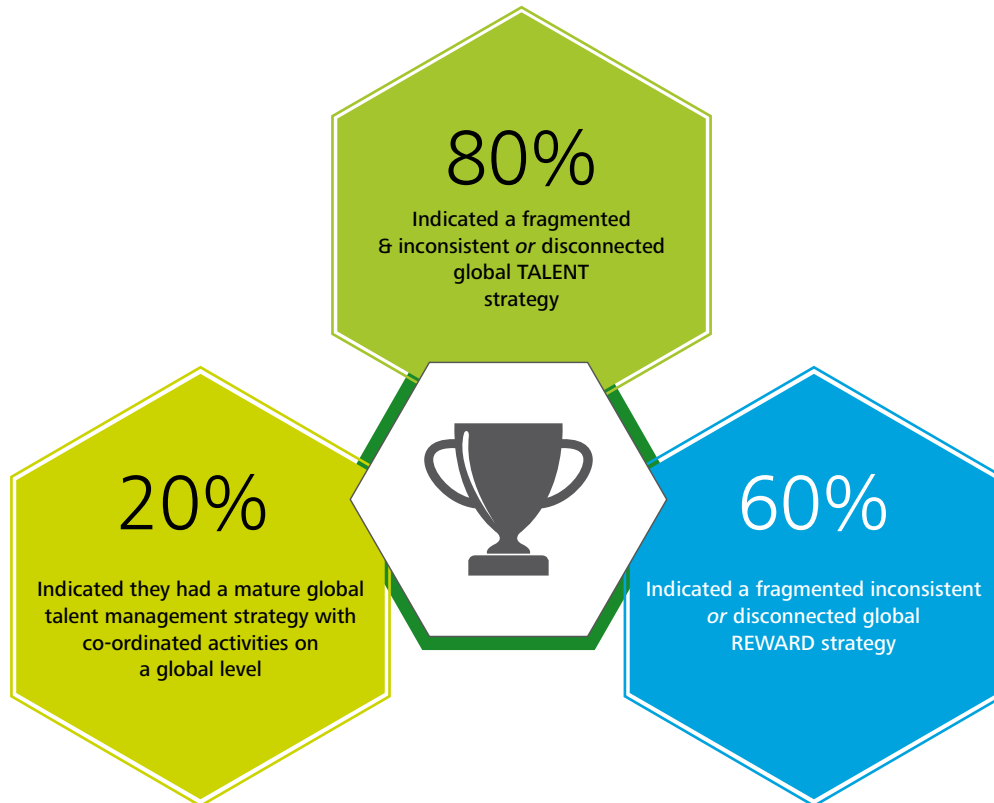 80%
Indicated a fragmented
& inconsistent or disconnected
global TALENT
strategy
20%
Indicated they had a mature global
talent management strategy with
co-ordinated activities on
a global level
60%
Indicated a fragmented inconsistent
or disconnected global
REWARD strategy